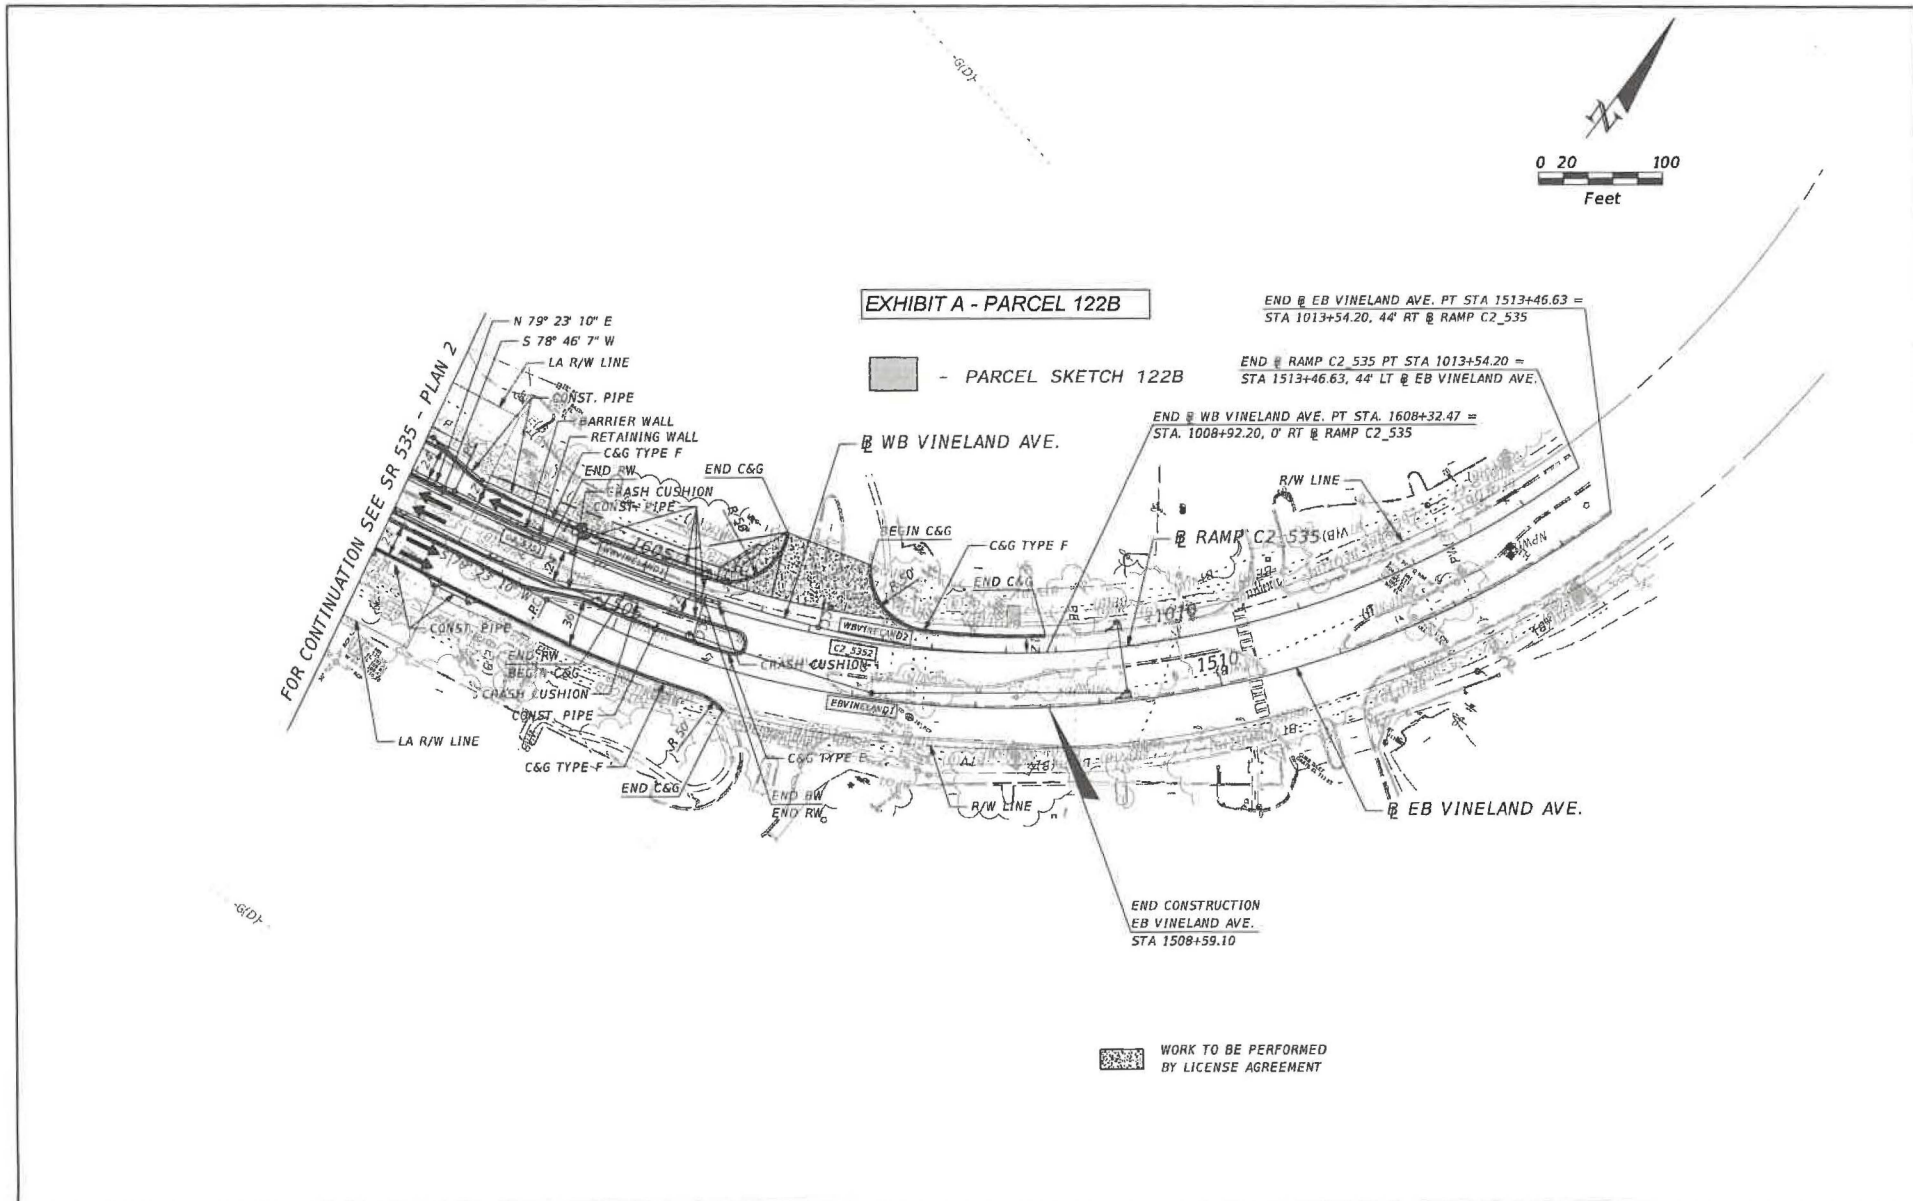 -G(D)-
0 20 100
Feet
EXHIBIT A - PARCEL 122B
- PARCEL SKETCH 122B
END ⅊ EB VINELAND AVE. PT STA 1513+46.63 =
STA 1013+54.20, 44' RT ⅊ RAMP C2_535
END ⅊ RAMP C2_535 PT STA 1013+54.20 =
STA 1513+46.63, 44' LT ⅊ EB VINELAND AVE.
END ⅊ WB VINELAND AVE. PT STA. 1608+32.47 =
STA. 1008+92.20, 0' RT ⅊ RAMP C2_535
N 79° 23' 10" E
S 78° 46' 7" W
LA R/W LINE
CONST. PIPE
BARRIER WALL
RETAINING WALL
C&G TYPE F
END RW
CRASH CUSHION
CONST. PIPE
END C&G
⅊ WB VINELAND AVE.
R/W LINE
BEGIN C&G
C&G TYPE F
END C&G
⅊ RAMP C2_535
FOR CONTINUATION SEE SR 535 - PLAN 2
1605
WBVINELAND1
R 50
WBVINELAND2
C2_5352
1010
1510
EBVINELAND1
CONST. PIPE
END RW
BEGIN C&G
CRASH CUSHION
CRASH CUSHION
CONST. PIPE
LA R/W LINE
C&G TYPE F
R 50
END C&G
C&G TYPE E
END BW
END RW
R/W LINE
⅊ EB VINELAND AVE.
END CONSTRUCTION
EB VINELAND AVE.
STA 1508+59.10
-G(D)-
WORK TO BE PERFORMED
BY LICENSE AGREEMENT